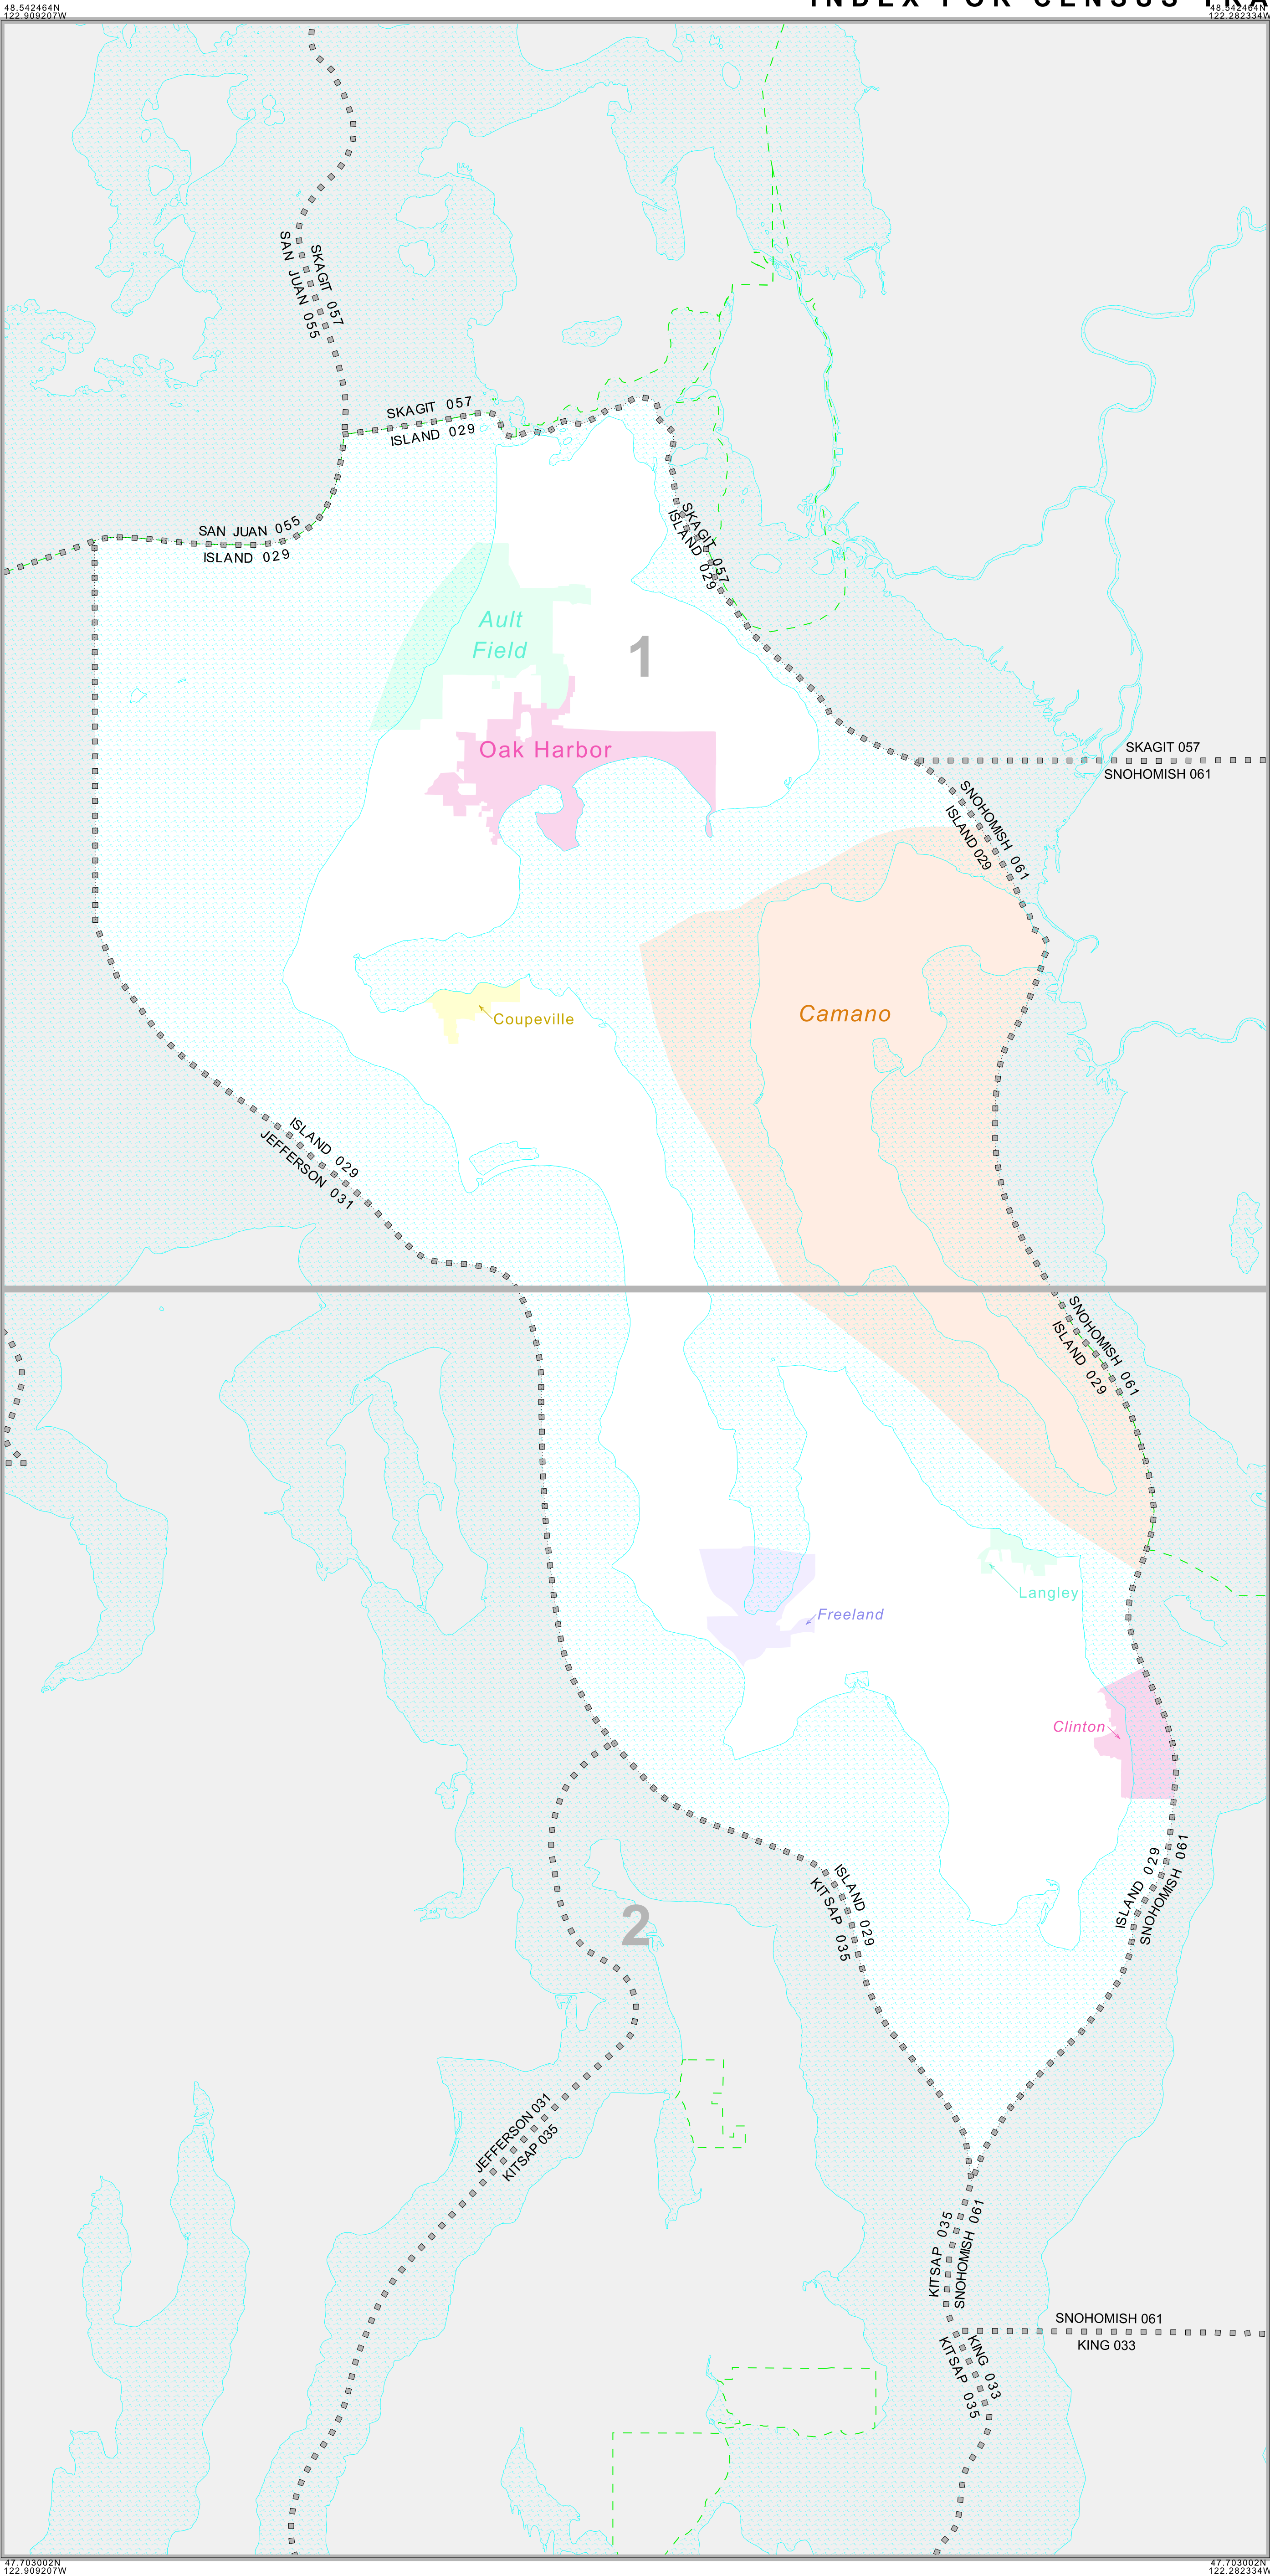 INDEX FOR CENSUS TRA
48.542464N
122.909207W
48.542464N
122.282334W
SKAGIT 057
SAN JUAN 055
SKAGIT 057
ISLAND 029
SAN JUAN 055
ISLAND 029
SKAGIT 057
ISLAND 029
Ault
Field
1
Oak Harbor
SKAGIT 057
SNOHOMISH 061
SNOHOMISH 061
ISLAND 029
Camano
Coupeville
ISLAND 029
JEFFERSON 031
SNOHOMISH 061
ISLAND 029
Langley
Freeland
Clinton
ISLAND 029
SNOHOMISH 061
ISLAND 029
KITSAP 035
2
JEFFERSON 031
KITSAP 035
KITSAP 035
SNOHOMISH 061
SNOHOMISH 061
KING 033
KING 033
KITSAP 035
47.703002N
122.909207W
47.703002N
122.282334W